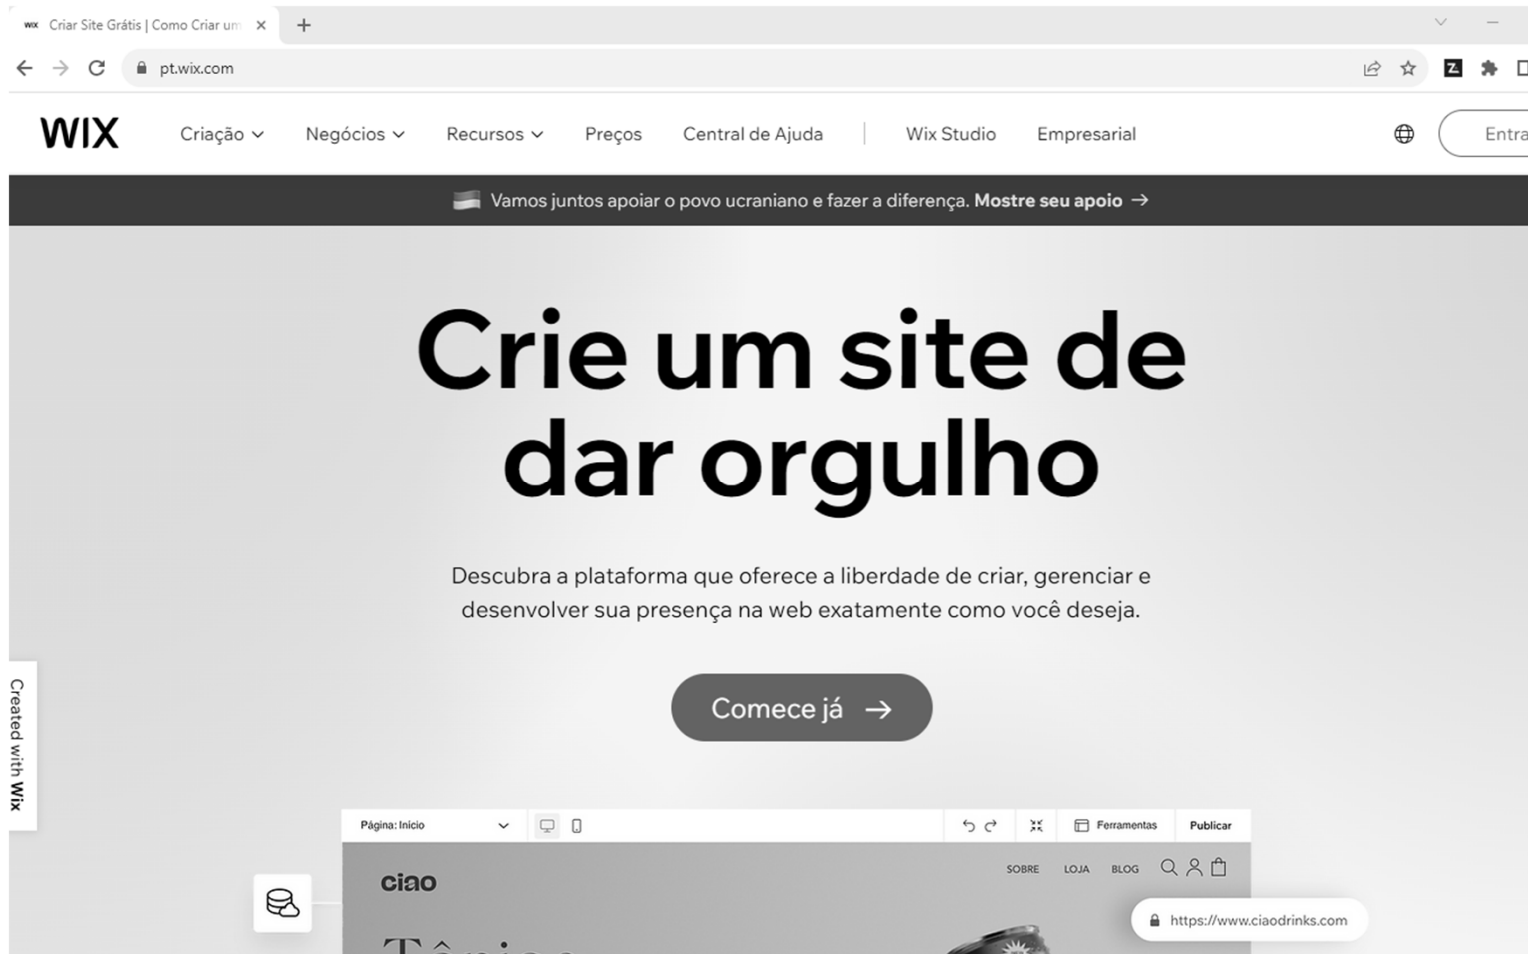 WIX Criar Site Grátis | Como Criar um
pt.wix.com
WIX Criação Negócios Recursos Preços Central de Ajuda Wix Studio Empresarial Entra
Vamos juntos apoiar o povo ucraniano e fazer a diferença. Mostre seu apoio →
Crie um site de
dar orgulho
Descubra a plataforma que oferece a liberdade de criar, gerenciar e
desenvolver sua presença na web exatamente como você deseja.
Comece já →
Created with Wix
Página: Início Ferramentas Publicar
ciao SOBRE LOJA BLOG
https://www.ciaodrinks.com